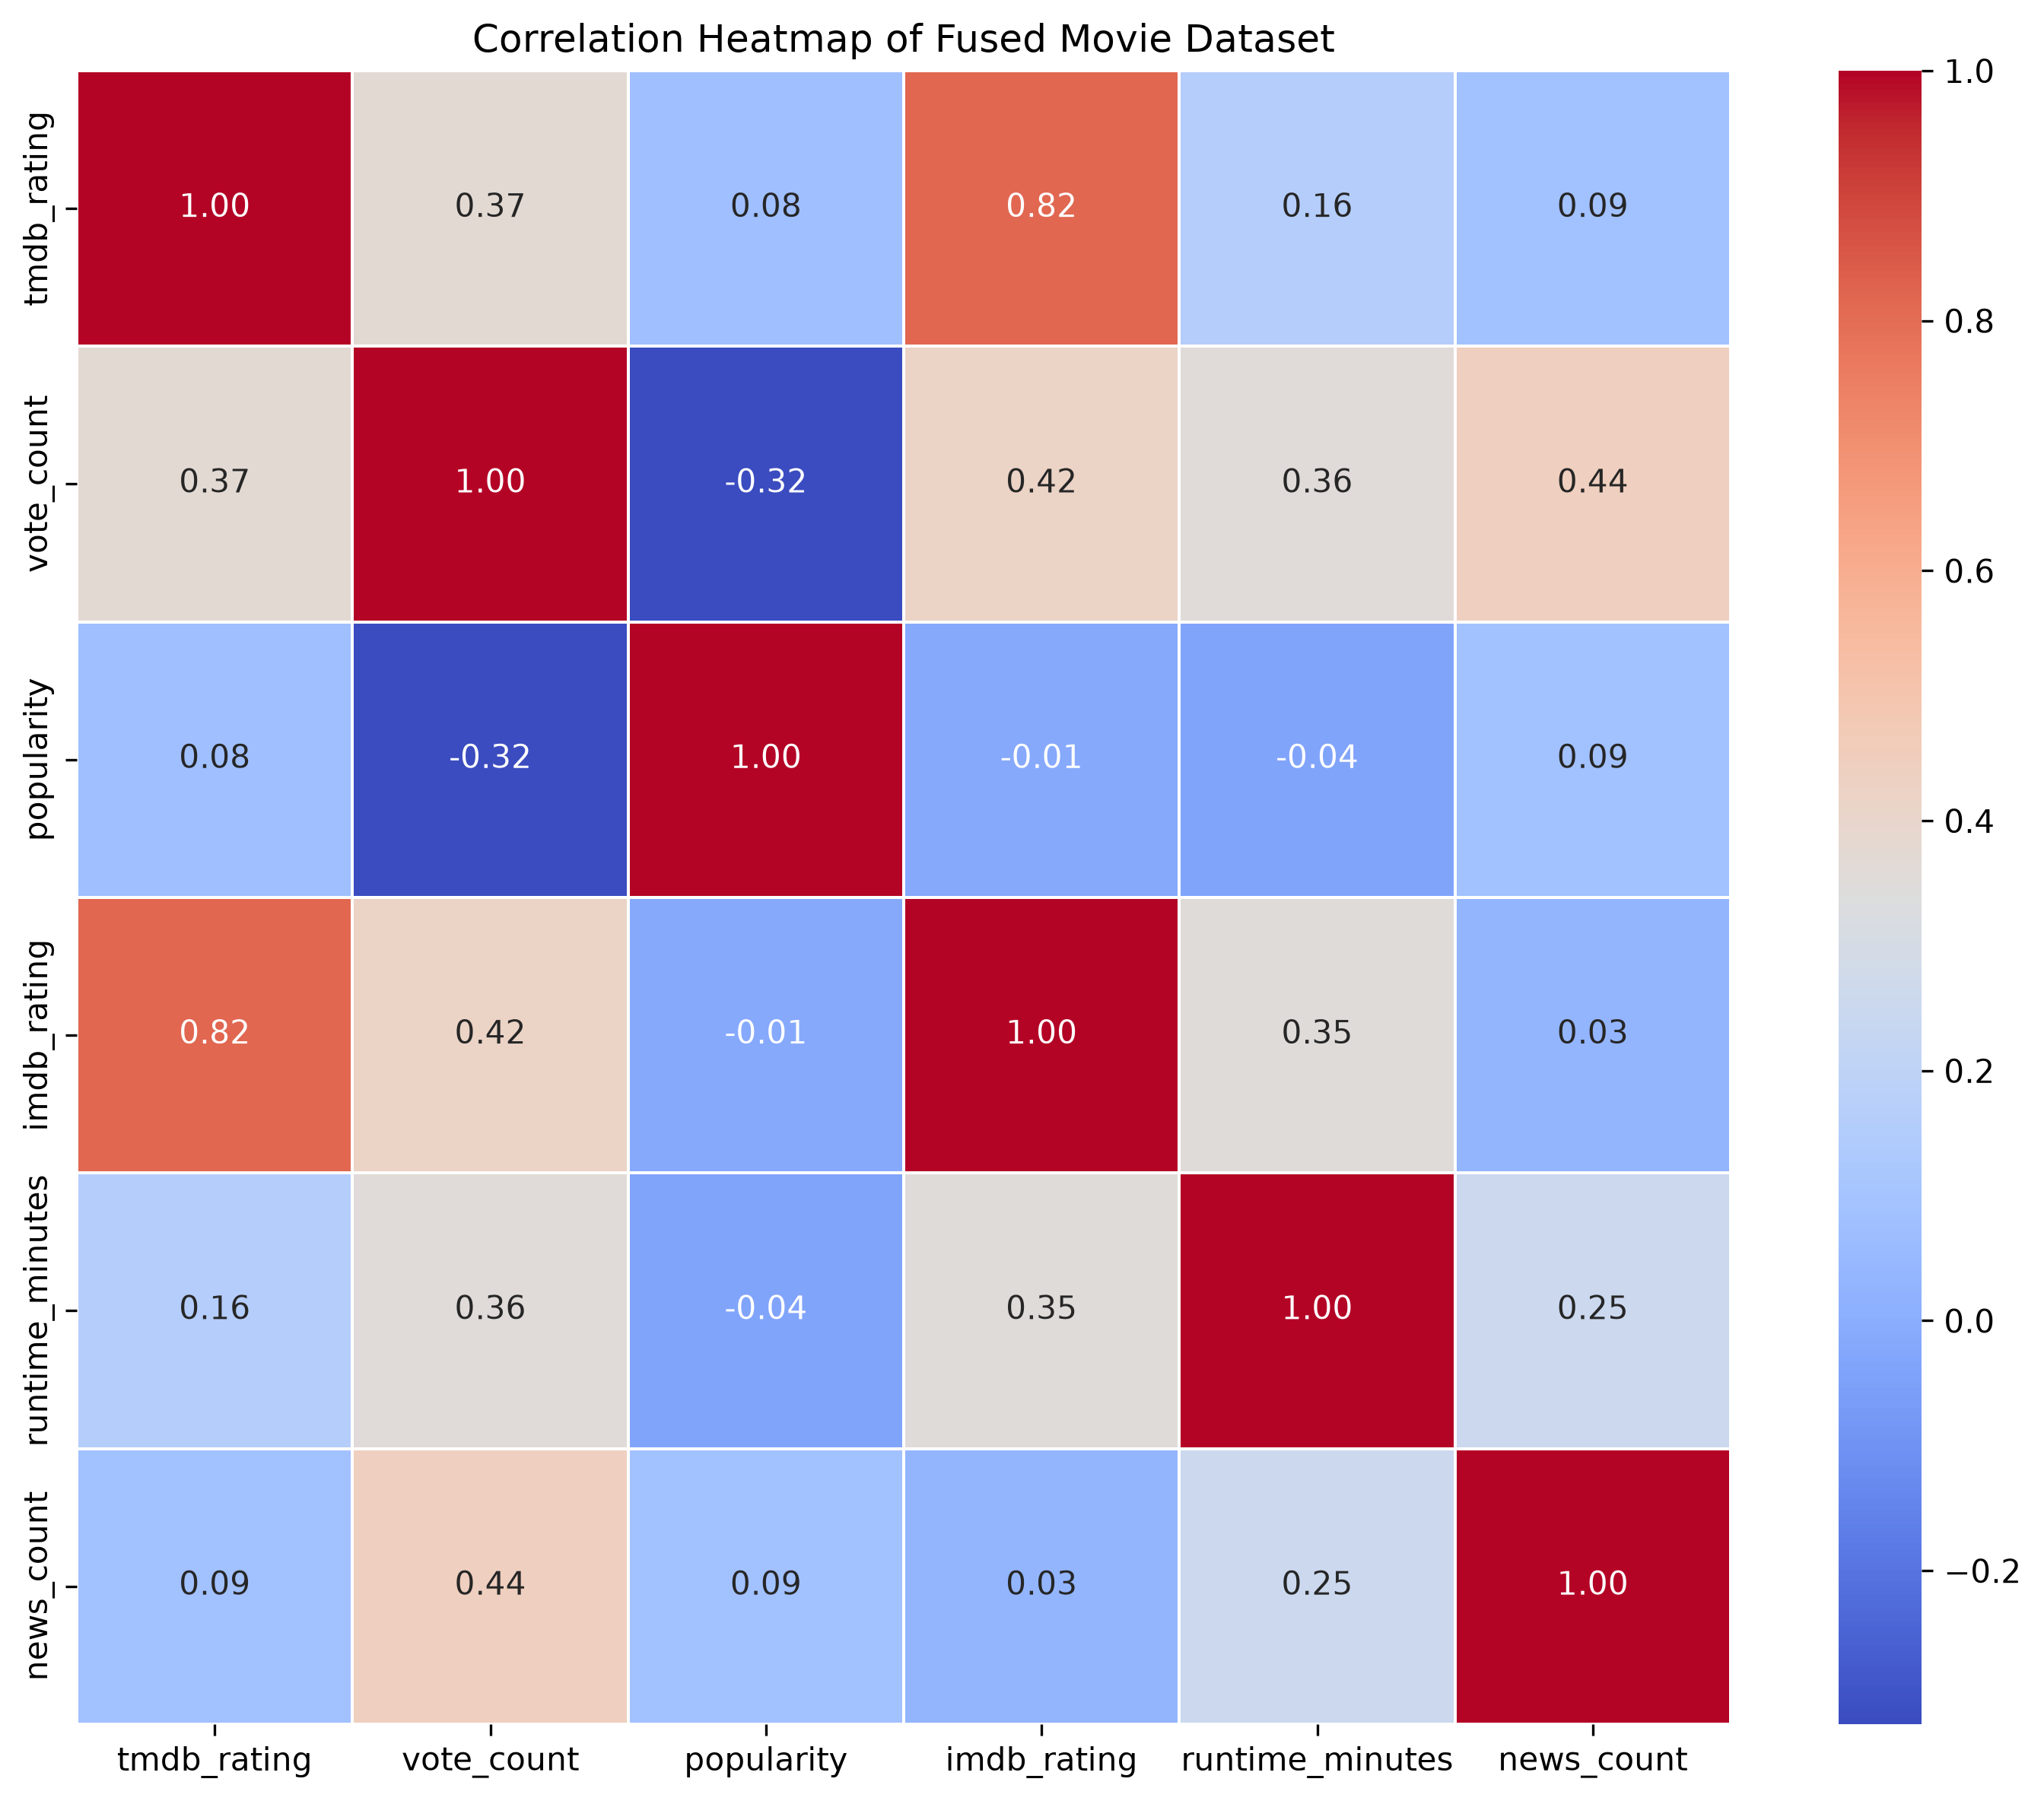 Correlation Heatmap of Fused Movie Dataset
tmdb_rating
1.00 0.37 0.08 0.82 0.16 0.09
vote_count
0.37 1.00 -0.32 0.42 0.36 0.44
popularity
0.08 -0.32 1.00 -0.01 -0.04 0.09
imdb_rating
0.82 0.42 -0.01 1.00 0.35 0.03
runtime_minutes
0.16 0.36 -0.04 0.35 1.00 0.25
news_count
0.09 0.44 0.09 0.03 0.25 1.00
tmdb_rating vote_count popularity imdb_rating runtime_minutes news_count
1.0
0.8
0.6
0.4
0.2
0.0
−0.2